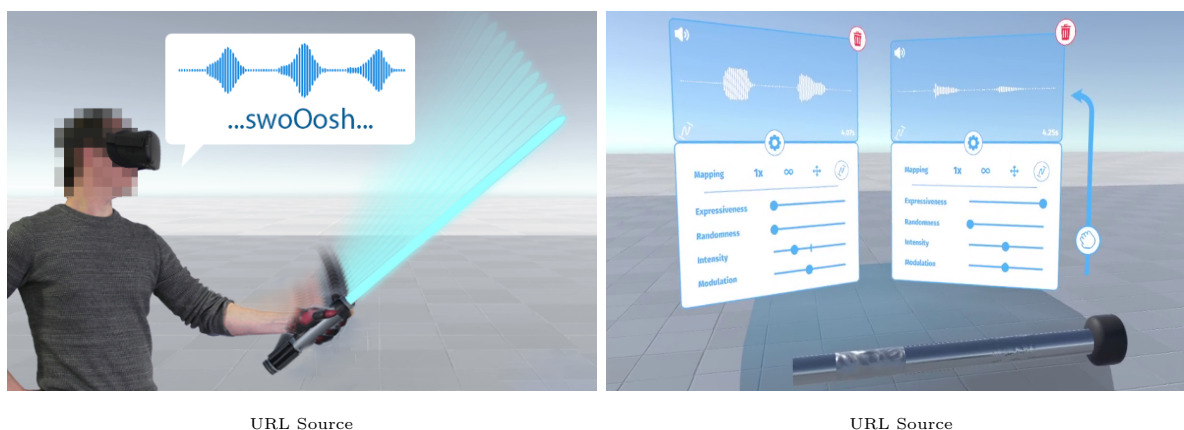 ...swoOosh...
4.01s
4.25s
Mapping 1x ∞
Expressiveness
Randomness
Intensity
Modulation
Mapping 1x ∞
Expressiveness
Randomness
Intensity
Modulation
URL Source
URL Source